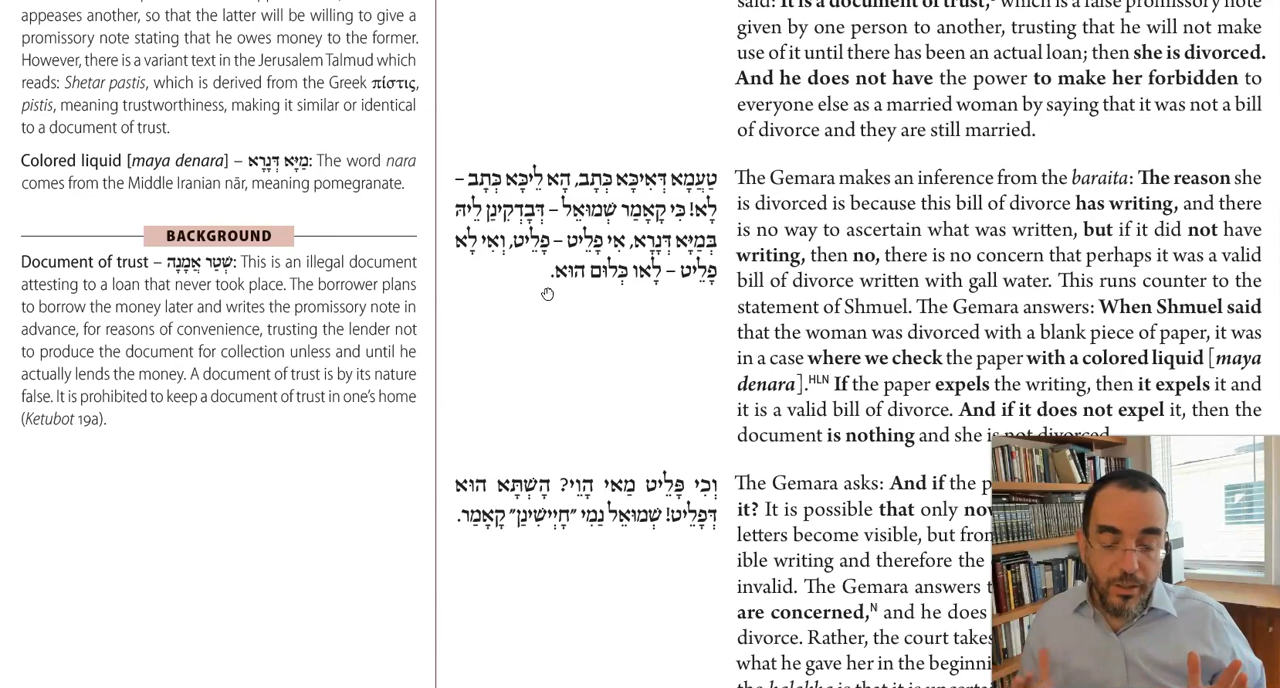 appeases another, so that the latter will be willing to give a
promissory note stating that he owes money to the former.
However, there is a variant text in the Jerusalem Talmud which
reads: Shetar pastis, which is derived from the Greek πίστις,
pistis, meaning trustworthiness, making it similar or identical
to a document of trust.
Colored liquid [maya denara] – מַיָּא דְּנָרָא: The word nara
comes from the Middle Iranian nār, meaning pomegranate.
BACKGROUND
Document of trust – שְׁטַר אֲמָנָה: This is an illegal document
attesting to a loan that never took place. The borrower plans
to borrow the money later and writes the promissory note in
advance, for reasons of convenience, trusting the lender not
to produce the document for collection unless and until he
actually lends the money. A document of trust is by its nature
false. It is prohibited to keep a document of trust in one's home
(Ketubot 19a).
טַעְמָא דְּאִיכָּא כְּתָב, הָא לֵיכָּא כְּתָב –
לָא! כִּי קָאָמַר שְׁמוּאֵל – דְּבָדְקִינַן לֵיהּ
בְּמַיָּא דְּנָרָא, אִי פָּלֵיט – פָּלֵיט, וְאִי לָא
פָּלֵיט – לָאו כְּלוּם הוּא.
וְכִי פָּלֵיט מַאי הָוֵי? הָשְׁתָּא הוּא
דְּפָלֵיט! שְׁמוּאֵל נַמִי ״חָיְישִׁינַן״ קָאָמַר.
said: It is a document of trust, which is a false promissory note
given by one person to another, trusting that he will not make
use of it until there has been an actual loan; then she is divorced.
And he does not have the power to make her forbidden to
everyone else as a married woman by saying that it was not a bill
of divorce and they are still married.
The Gemara makes an inference from the baraita: The reason she
is divorced is because this bill of divorce has writing, and there
is no way to ascertain what was written, but if it did not have
writing, then no, there is no concern that perhaps it was a valid
bill of divorce written with gall water. This runs counter to the
statement of Shmuel. The Gemara answers: When Shmuel said
that the woman was divorced with a blank piece of paper, it was
in a case where we check the paper with a colored liquid [maya
denara].HLN If the paper expels the writing, then it expels it and
it is a valid bill of divorce. And if it does not expel it, then the
document is nothing and she is not divorced.
The Gemara asks: And if the
it? It is possible that only
letters become visible, but
ible writing and therefore the
invalid. The Gemara answers
are concerned,N and he does
divorce. Rather, the court takes
what he gave her in the
the halakha is that it is